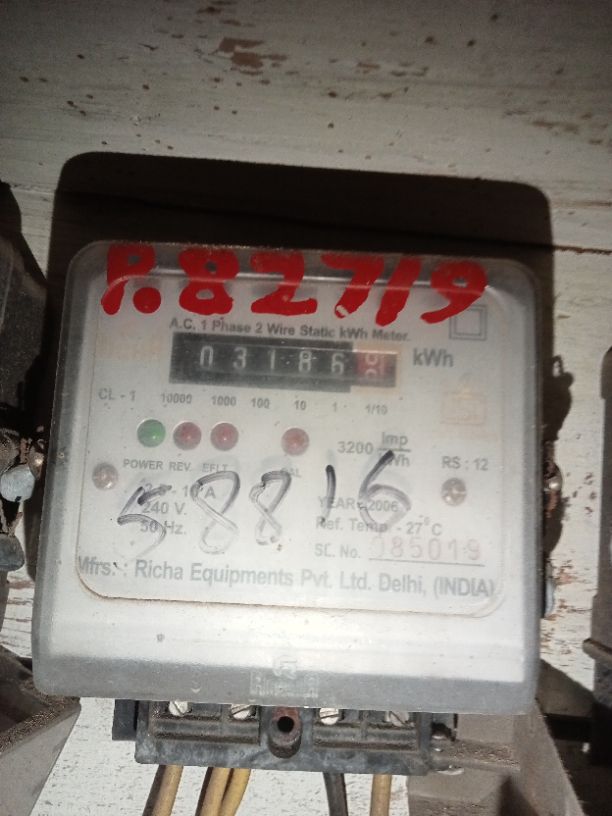 P.82719
A.C. 1 Phase 2 Wire Static kWh Meter.
03186 kWh
CL - 1 10000 1000 100 10 1 1/10
3200 imp
POWER REV. EFLT CAL RS : 12
58816
A
240 V. YEAR - 2006
50 Hz. Ref. Temp. - 27°C
SL. No. 085019
Mfrs. : Richa Equipments Pvt. Ltd. Delhi, (INDIA)